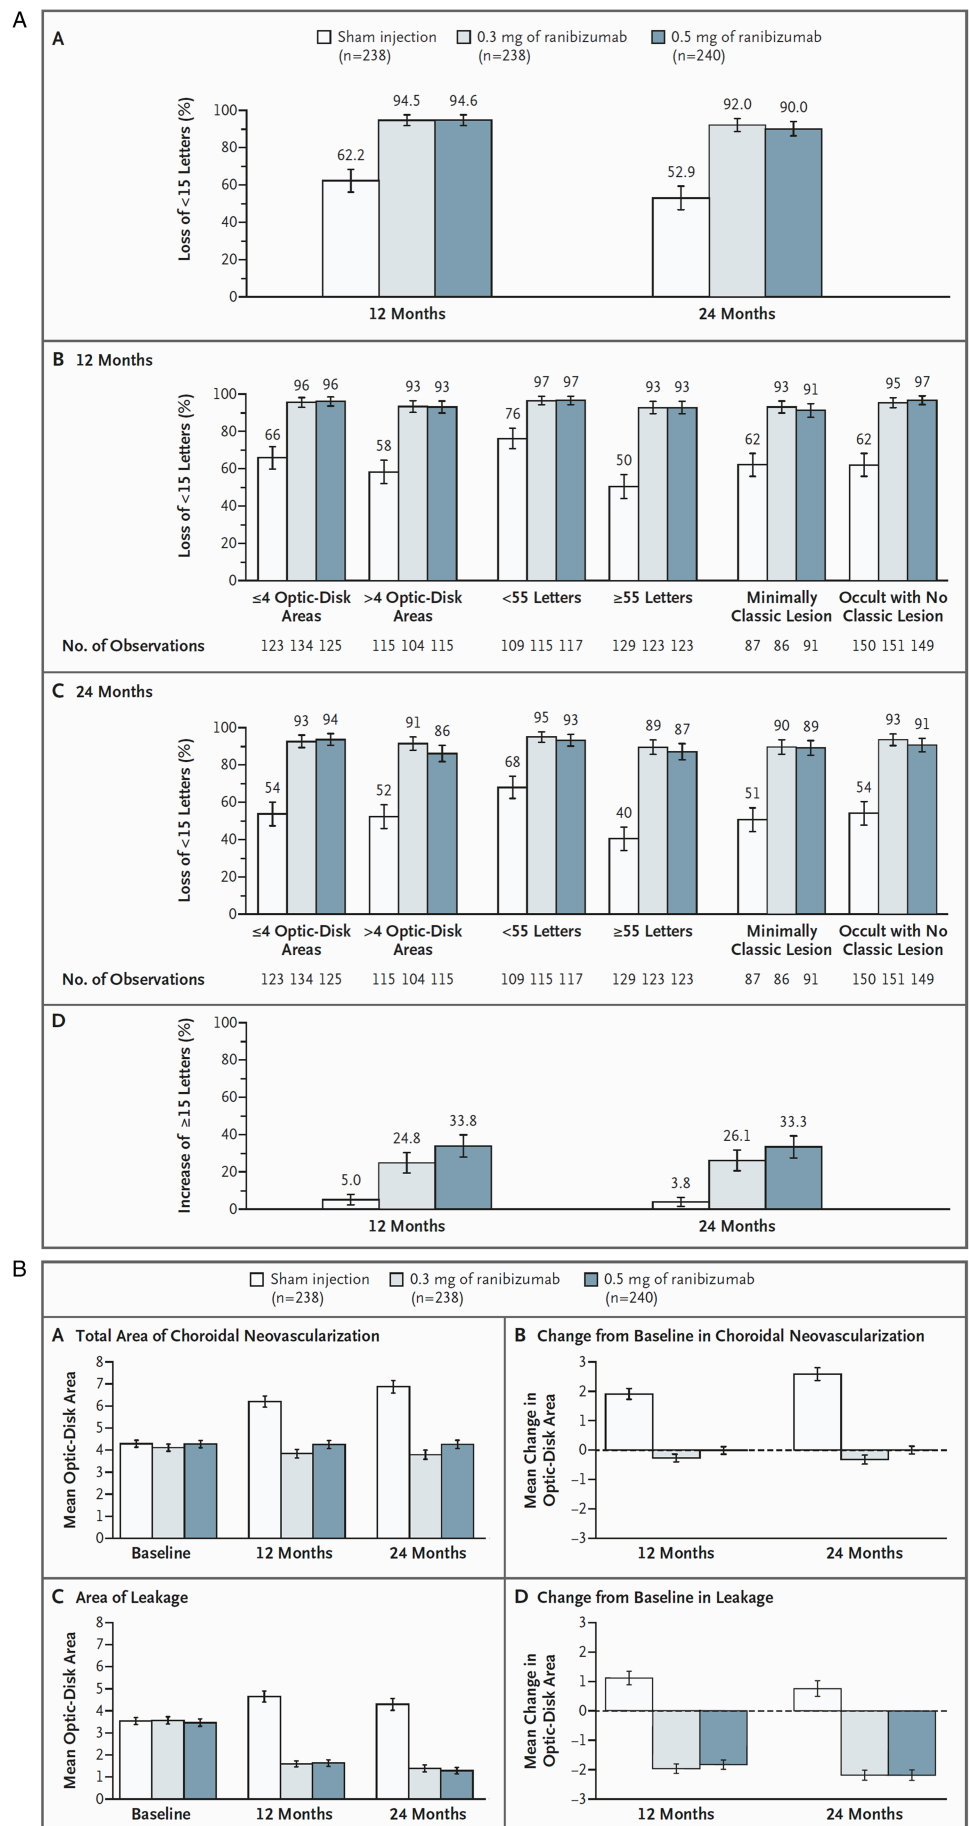 A
A
Sham injection 0.3 mg of ranibizumab 0.5 mg of ranibizumab
(n=238) (n=238) (n=240)
Loss of <15 Letters (%)
100
80
60
40
20
0
62.2 94.5 94.6
52.9 92.0 90.0
12 Months 24 Months
B 12 Months
Loss of <15 Letters (%)
100
80
60
40
20
0
66 96 96 58 93 93 76 97 97 50 93 93 62 93 91 62 95 97
≤4 Optic-Disk >4 Optic-Disk <55 Letters ≥55 Letters Minimally Occult with No
Areas Areas Classic Lesion Classic Lesion
No. of Observations 123 134 125 115 104 115 109 115 117 129 123 123 87 86 91 150 151 149
C 24 Months
Loss of <15 Letters (%)
100
80
60
40
20
0
54 93 94 52 91 86 68 95 93 40 89 87 51 90 89 54 93 91
≤4 Optic-Disk >4 Optic-Disk <55 Letters ≥55 Letters Minimally Occult with No
Areas Areas Classic Lesion Classic Lesion
No. of Observations 123 134 125 115 104 115 109 115 117 129 123 123 87 86 91 150 151 149
D
Increase of ≥15 Letters (%)
100
80
60
40
20
0
5.0 24.8 33.8
3.8 26.1 33.3
12 Months 24 Months
B
Sham injection 0.3 mg of ranibizumab 0.5 mg of ranibizumab
(n=238) (n=238) (n=240)
A Total Area of Choroidal Neovascularization
Mean Optic-Disk Area
8
7
6
5
4
3
2
1
0
Baseline 12 Months 24 Months
B Change from Baseline in Choroidal Neovascularization
Mean Change in
Optic-Disk Area
3
2
1
0
−1
−2
−3
12 Months 24 Months
C Area of Leakage
Mean Optic-Disk Area
8
7
6
5
4
3
2
1
0
Baseline 12 Months 24 Months
D Change from Baseline in Leakage
Mean Change in
Optic-Disk Area
3
2
1
0
−1
−2
−3
12 Months 24 Months